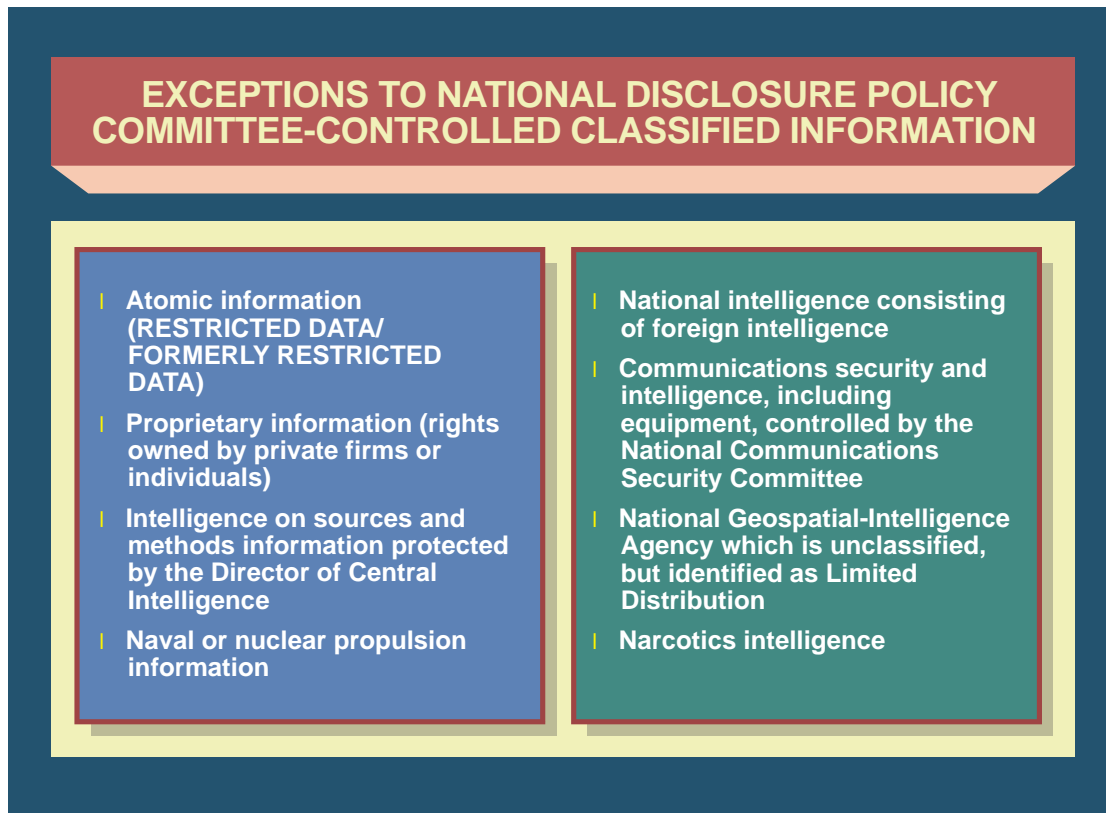 EXCEPTIONS TO NATIONAL DISCLOSURE POLICY
COMMITTEE-CONTROLLED CLASSIFIED INFORMATION
l Atomic information
(RESTRICTED DATA/
FORMERLY RESTRICTED
DATA)
l Proprietary information (rights
owned by private firms or
individuals)
l Intelligence on sources and
methods information protected
by the Director of Central
Intelligence
l Naval or nuclear propulsion
information
l National intelligence consisting
of foreign intelligence
l Communications security and
intelligence, including
equipment, controlled by the
National Communications
Security Committee
l National Geospatial-Intelligence
Agency which is unclassified,
but identified as Limited
Distribution
l Narcotics intelligence